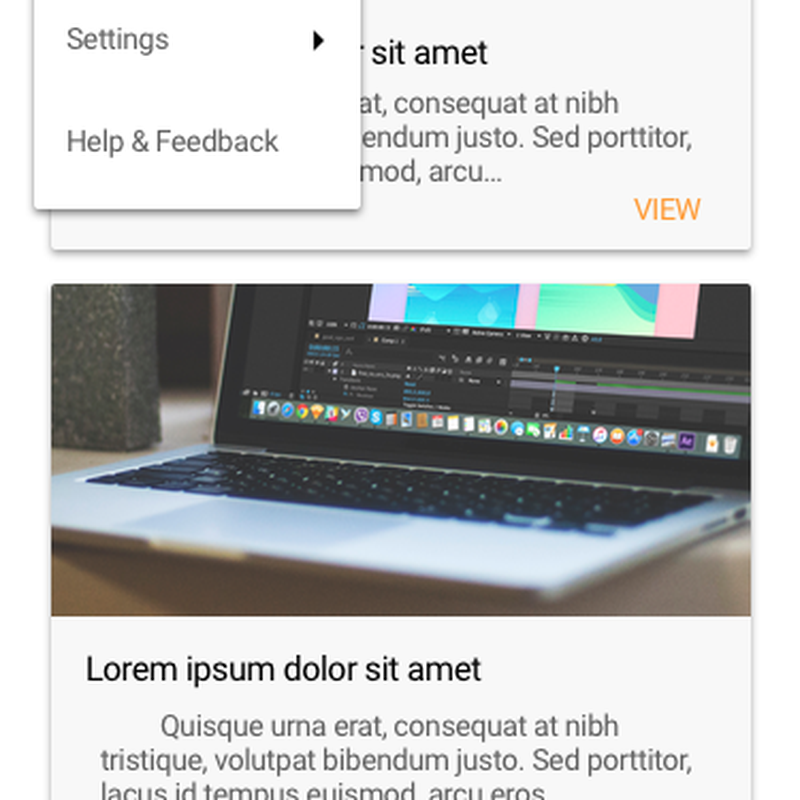 Settings
Help & Feedback
sit amet
at, consequat at nibh
endum justo. Sed porttitor,
mod, arcu...
VIEW
Lorem ipsum dolor sit amet
Quisque urna erat, consequat at nibh
tristique, volutpat bibendum justo. Sed porttitor,
lacus id tempus euismod, arcu eros